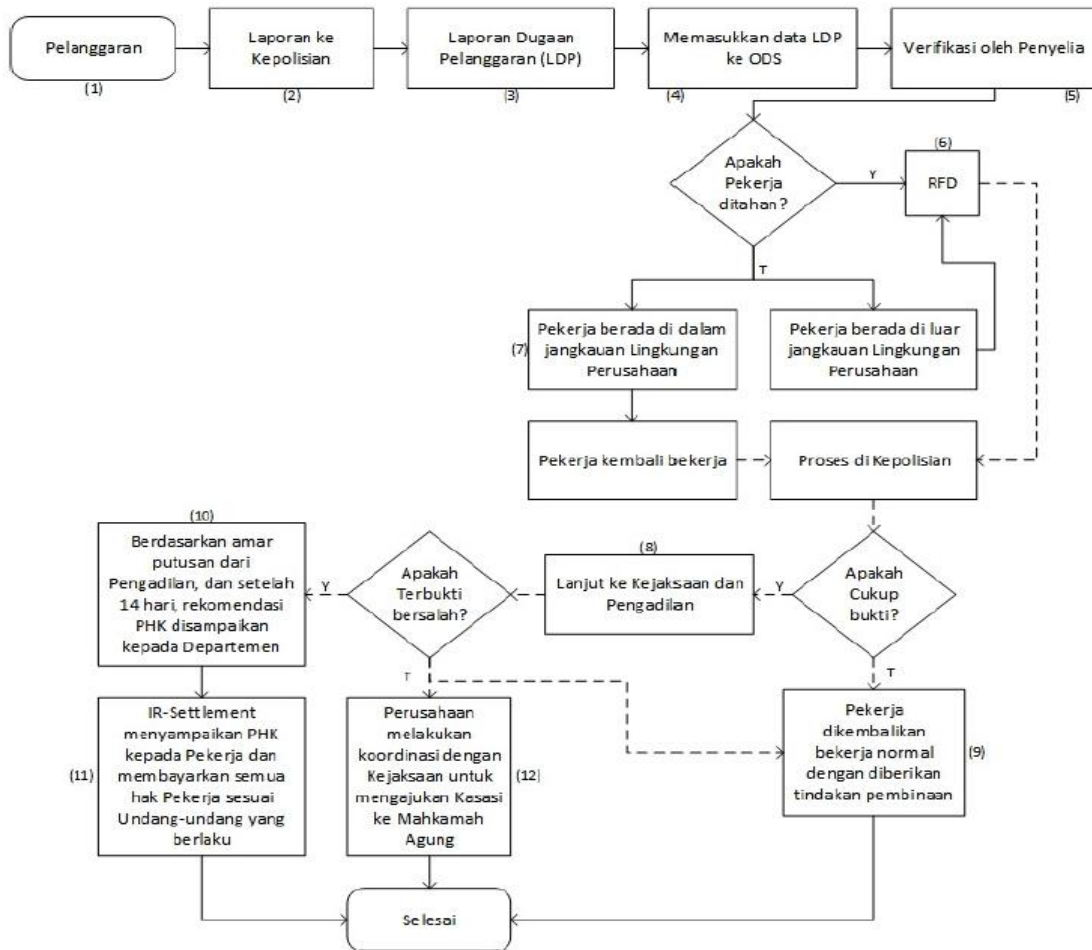 Pelanggaran
(1)
Laporan ke
Kepolisian
(2)
Laporan Dugaan
Pelanggaran (LDP)
(3)
Memasukkan data LDP
ke ODS
(4)
Verifikasi oleh Penyelia
(5)
Apakah
Pekerja
ditahan?
Y
(6)
RFD
T
(7)
Pekerja berada di dalam
jangkauan Lingkungan
Perusahaan
Pekerja berada di luar
jangkauan Lingkungan
Perusahaan
Pekerja kembali bekerja
Proses di Kepolisian
Apakah
Cukup
bukti?
Y
T
(8)
Lanjut ke Kejaksaan dan
Pengadilan
Apakah
Terbukti
bersalah?
Y
T
(10)
Berdasarkan amar
putusan dari
Pengadilan, dan setelah
14 hari, rekomendasi
PHK disampaikan
kepada Departemen
(11)
IR-Settlement
menyampaikan PHK
kepada Pekerja dan
membayarkan semua
hak Pekerja sesuai
Undang-undang yang
berlaku
Perusahaan
melakukan
koordinasi dengan
Kejaksaan untuk
mengajukan Kasasi
ke Mahkamah
Agung
(12)
Pekerja
dikembalikan
bekerja normal
dengan diberikan
tindakan pembinaan
(9)
Selesai